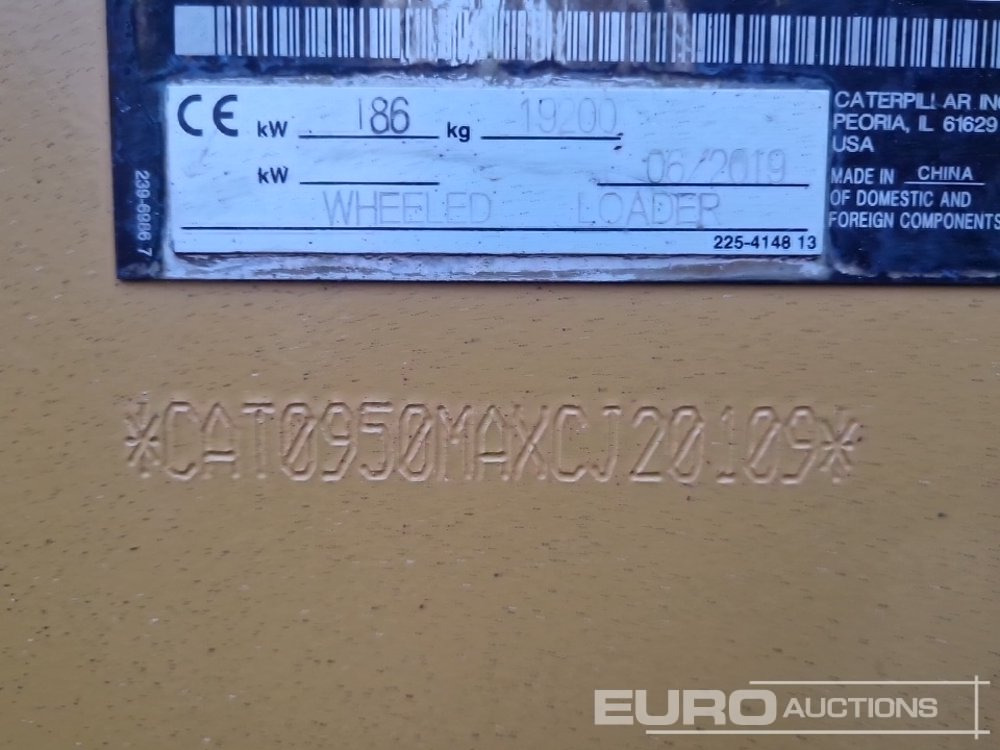 CE kW 186 kg 19200
kW 06/2019
WHEELED LOADER
225-4148 13
239-6986 7
CATERPILLAR INC
PEORIA, IL 61629
USA
MADE IN CHINA
OF DOMESTIC AND
FOREIGN COMPONENTS
*CAT0950MAXCJ20109*
EURO AUCTIONS